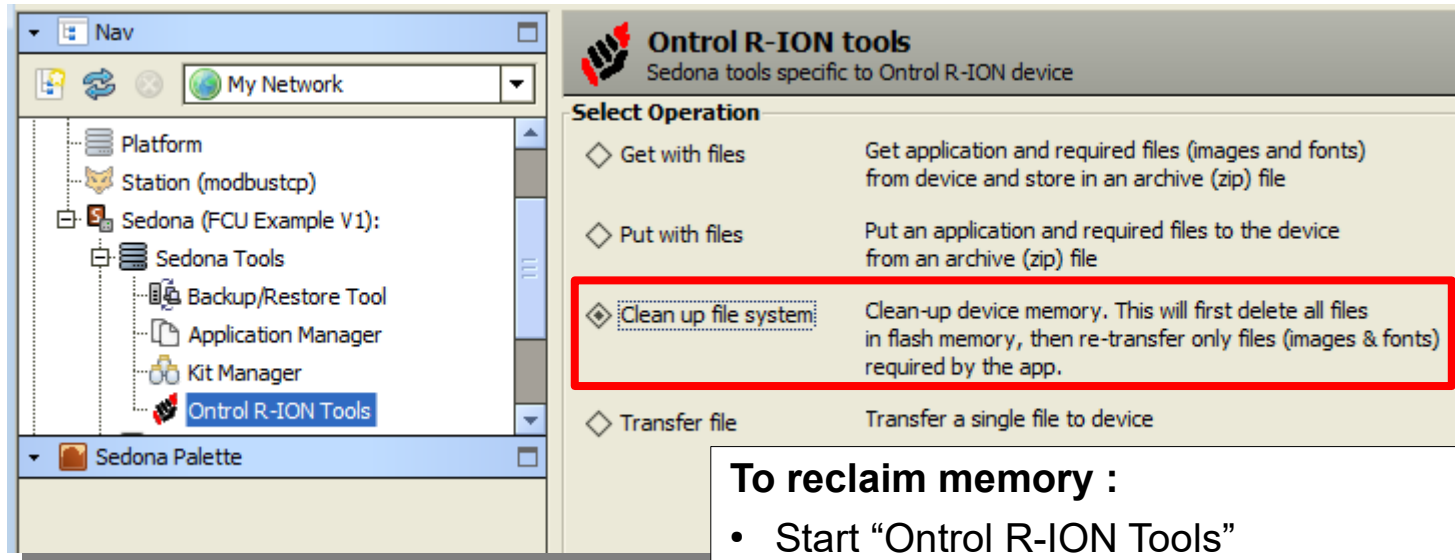 Nav
My Network
Platform
Station (modbustcp)
Sedona (FCU Example V1):
Sedona Tools
Backup/Restore Tool
Application Manager
Kit Manager
Ontrol R-ION Tools
Sedona Palette
Ontrol R-ION tools
Sedona tools specific to Ontrol R-ION device
Select Operation
Get with files
Get application and required files (images and fonts)
from device and store in an archive (zip) file
Put with files
Put an application and required files to the device
from an archive (zip) file
Clean up file system
Clean-up device memory. This will first delete all files
in flash memory, then re-transfer only files (images & fonts)
required by the app.
Transfer file
Transfer a single file to device
To reclaim memory :
• Start “Ontrol R-ION Tools”